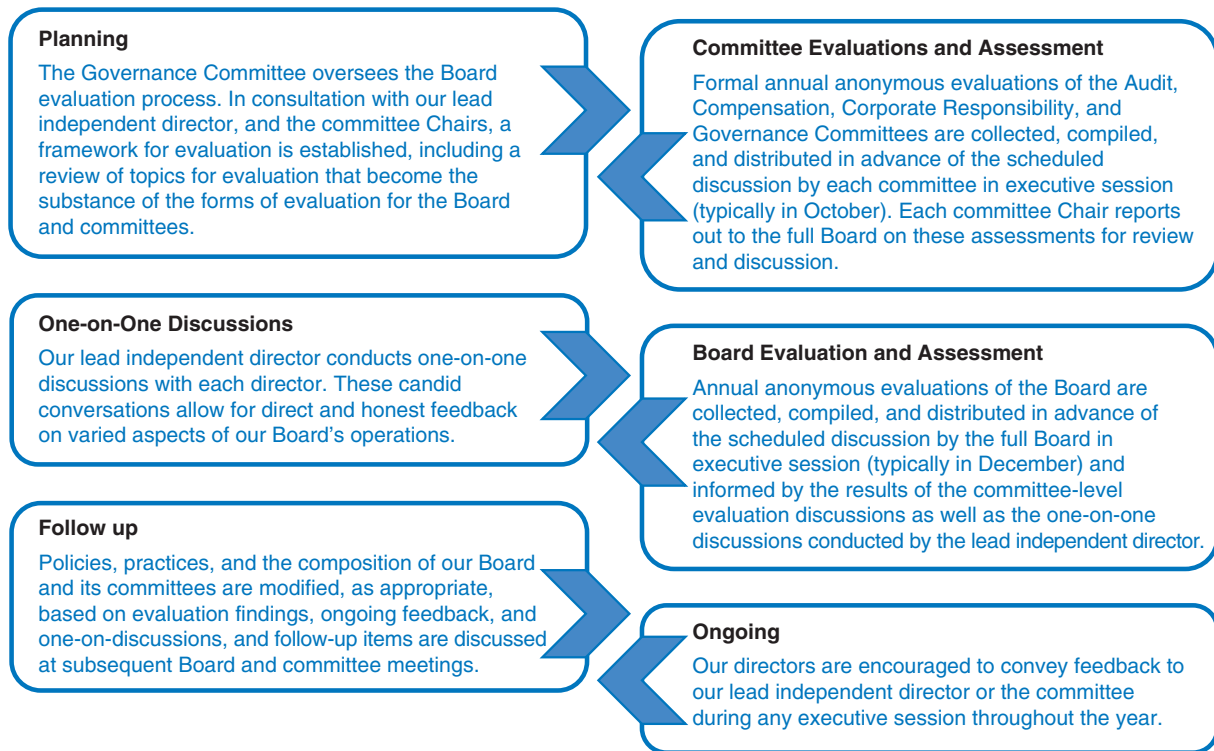 Planning
The Governance Committee oversees the Board
evaluation process. In consultation with our lead
independent director, and the committee Chairs, a
framework for evaluation is established, including a
review of topics for evaluation that become the
substance of the forms of evaluation for the Board
and committees.
Committee Evaluations and Assessment
Formal annual anonymous evaluations of the Audit,
Compensation, Corporate Responsibility, and
Governance Committees are collected, compiled,
and distributed in advance of the scheduled
discussion by each committee in executive session
(typically in October). Each committee Chair reports
out to the full Board on these assessments for review
and discussion.
One-on-One Discussions
Our lead independent director conducts one-on-one
discussions with each director. These candid
conversations allow for direct and honest feedback
on varied aspects of our Board’s operations.
Board Evaluation and Assessment
Annual anonymous evaluations of the Board are
collected, compiled, and distributed in advance of
the scheduled discussion by the full Board in
executive session (typically in December) and
informed by the results of the committee-level
evaluation discussions as well as the one-on-one
discussions conducted by the lead independent director.
Follow up
Policies, practices, and the composition of our Board
and its committees are modified, as appropriate,
based on evaluation findings, ongoing feedback, and
one-on-discussions, and follow-up items are discussed
at subsequent Board and committee meetings.
Ongoing
Our directors are encouraged to convey feedback to
our lead independent director or the committee
during any executive session throughout the year.